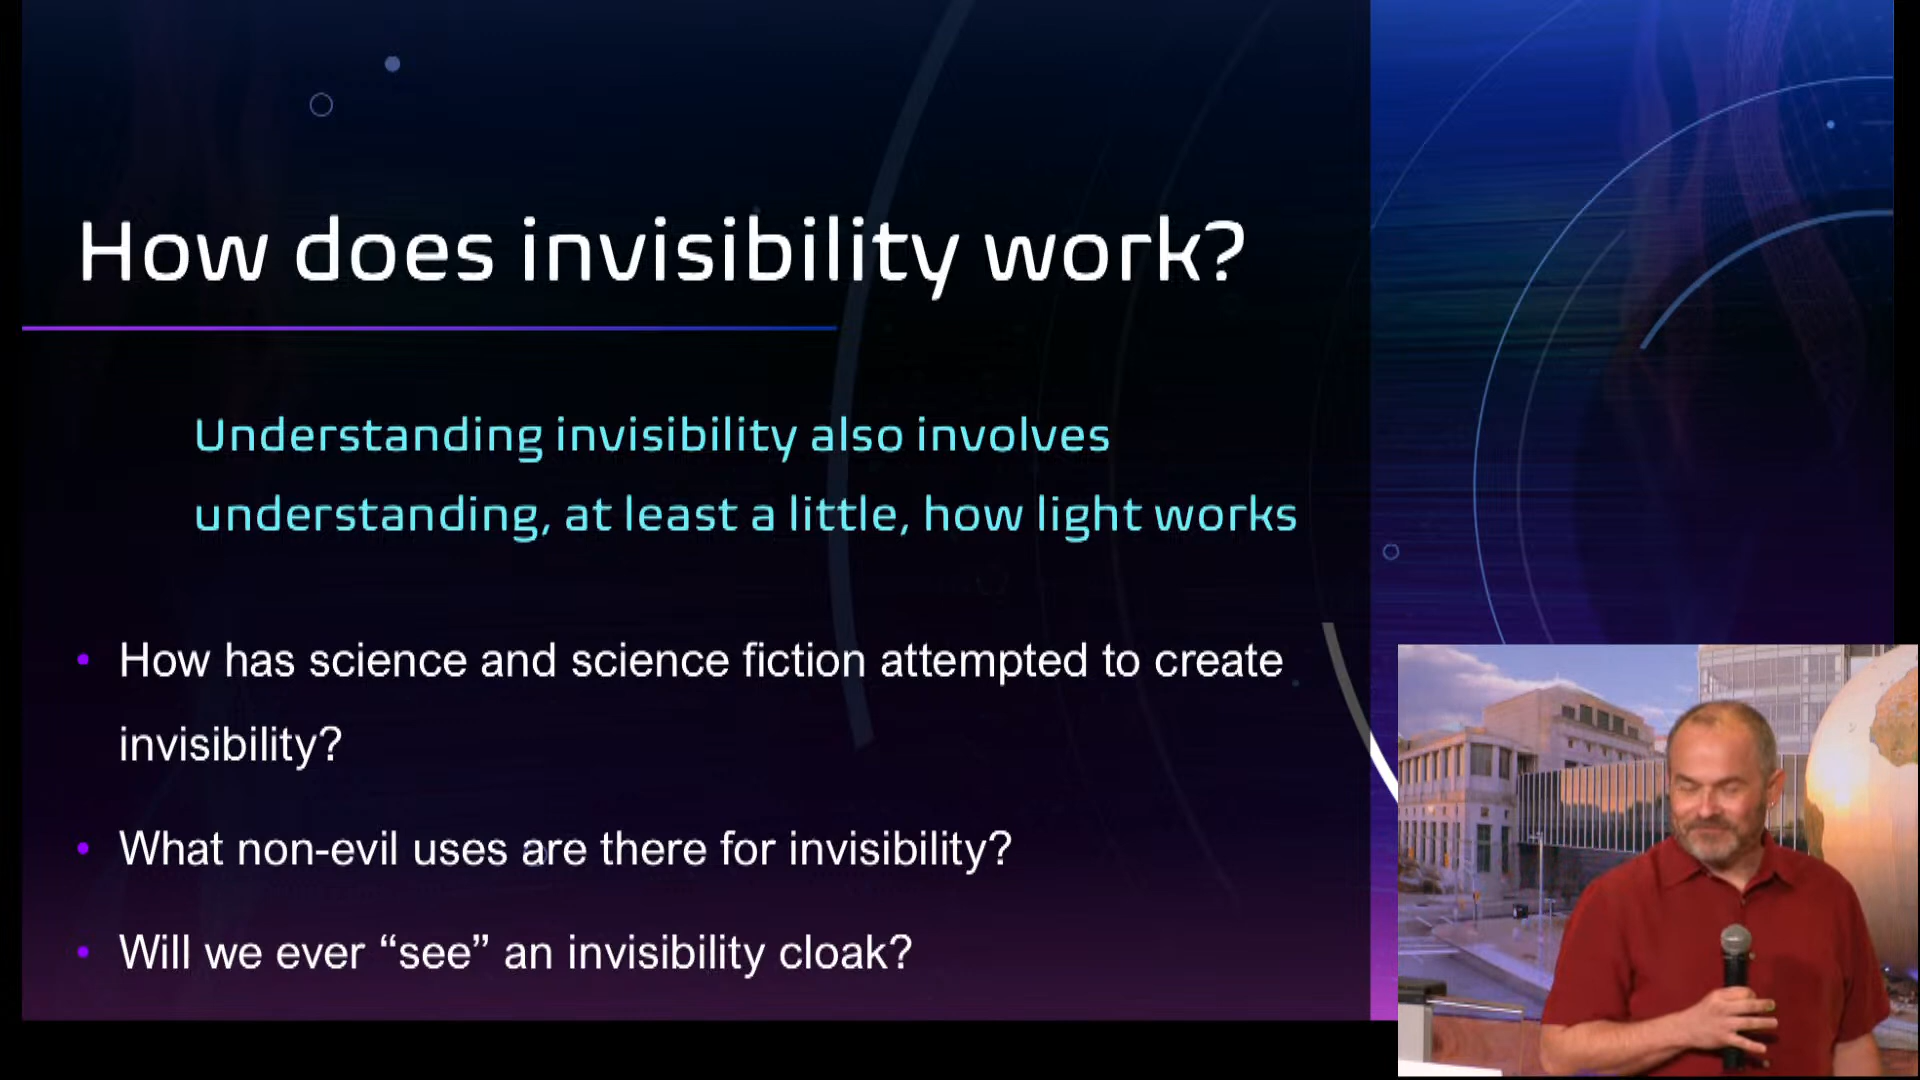 How does invisibility work?
Understanding invisibility also involves
understanding, at least a little, how light works
• How has science and science fiction attempted to create
invisibility?
• What non-evil uses are there for invisibility?
• Will we ever “see” an invisibility cloak?